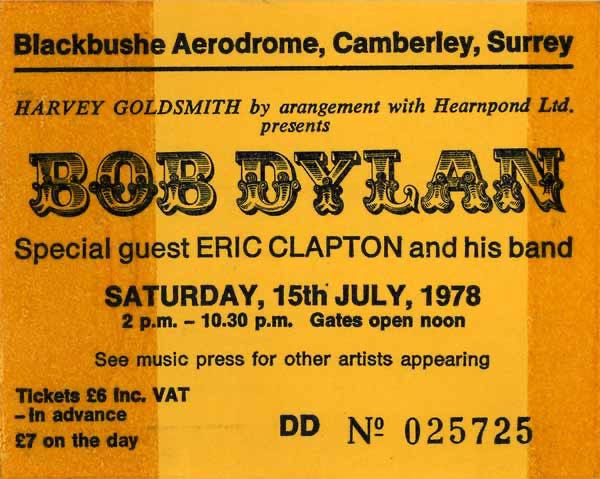 Blackbushe Aerodrome, Camberley, Surrey
HARVEY GOLDSMITH by arangement with Hearnpond Ltd.
presents
BOB DYLAN
Special guest ERIC CLAPTON and his band
SATURDAY, 15th JULY, 1978
2 p.m. – 10.30 p.m. Gates open noon
See music press for other artists appearing
Tickets £6 Inc. VAT
– In advance
£7 on the day
DD Nº 025725